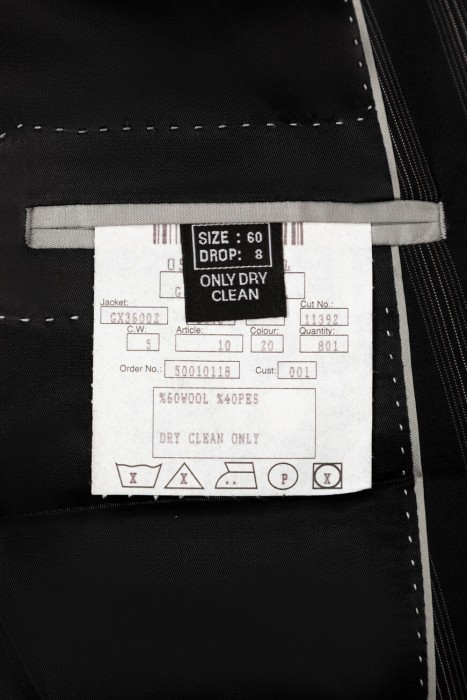 SIZE : 60
DROP: 8
ONLY DRY
CLEAN
Jacket: Cut No.:
GX36002 11392
C.W: Article: Colour: Quantity:
5 10 20 801
Order No.: 50010118 Cust: 001
%60WOOL %40PES
DRY CLEAN ONLY
X X P X